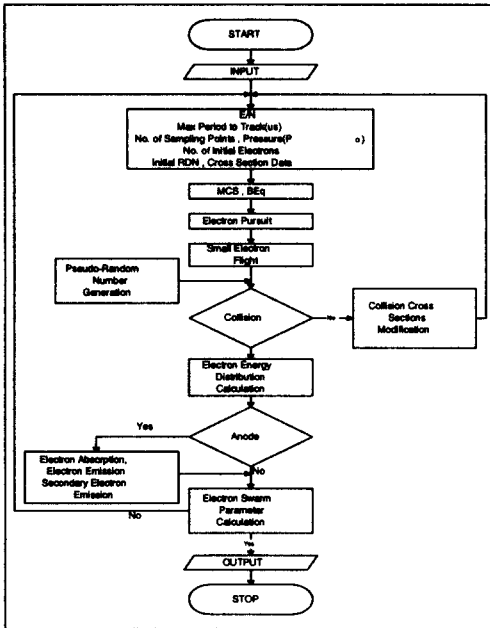 START
INPUT
E/N
Max Period to Track(us)
No. of Sampling Points , Pressure(P o)
No. of Initial Electrons
Initial RDN , Cross Section Data
MCS , BEq
Electron Pursuit
Small Electron
Flight
Pseudo-Random
Number
Generation
Collision
No
Collision Cross
Sections
Modification
Electron Energy
Distribution
Calculation
Yes
Anode
Electron Absorption,
Electron Emission
Secondary Electron
Emission
No
Electron Swarm
Parameter
Calculation
No
Yes
OUTPUT
STOP